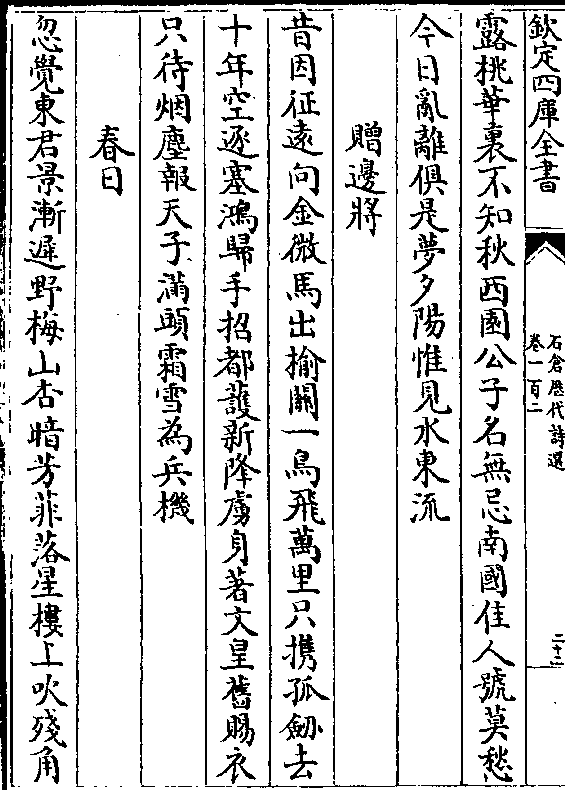 欽定四庫全書
石倉歷代詩選
卷一百二
二十二
露桃華裏不知秋西園公子名無忌南國佳人號莫愁
今日亂離俱是夢夕陽惟見水東流
贈邊將
昔因征遠向金微馬出揄關一鳥飛萬里只携孤劒去
十年空逐塞鴻歸手招都護新降虜身著文皇舊賜衣
只待烟塵報天子滿頭霜雪為兵機
春日
忽覺東君景漸遲野梅山杏暗芳菲落星樓上吹殘角